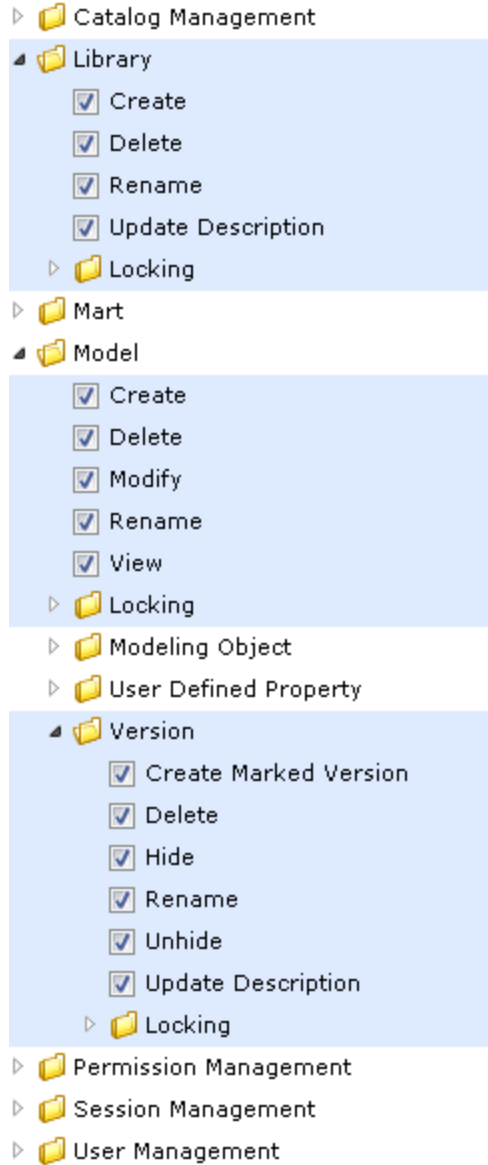 Catalog Management
Library
Create
Delete
Rename
Update Description
Locking
Mart
Model
Create
Delete
Modify
Rename
View
Locking
Modeling Object
User Defined Property
Version
Create Marked Version
Delete
Hide
Rename
Unhide
Update Description
Locking
Permission Management
Session Management
User Management